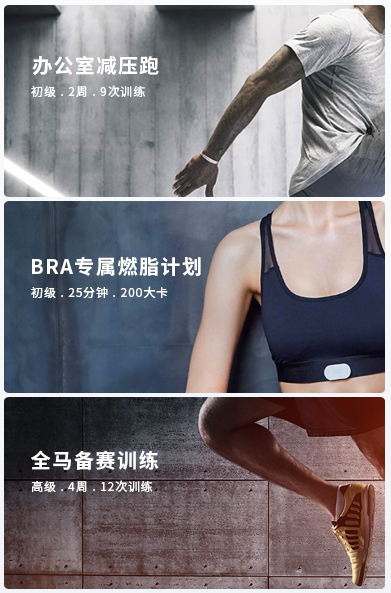 办公室减压跑
初级 . 2周 . 9次训练
BRA专属燃脂计划
初级 . 25分钟 . 200大卡
全马备赛训练
高级 . 4周 . 12次训练